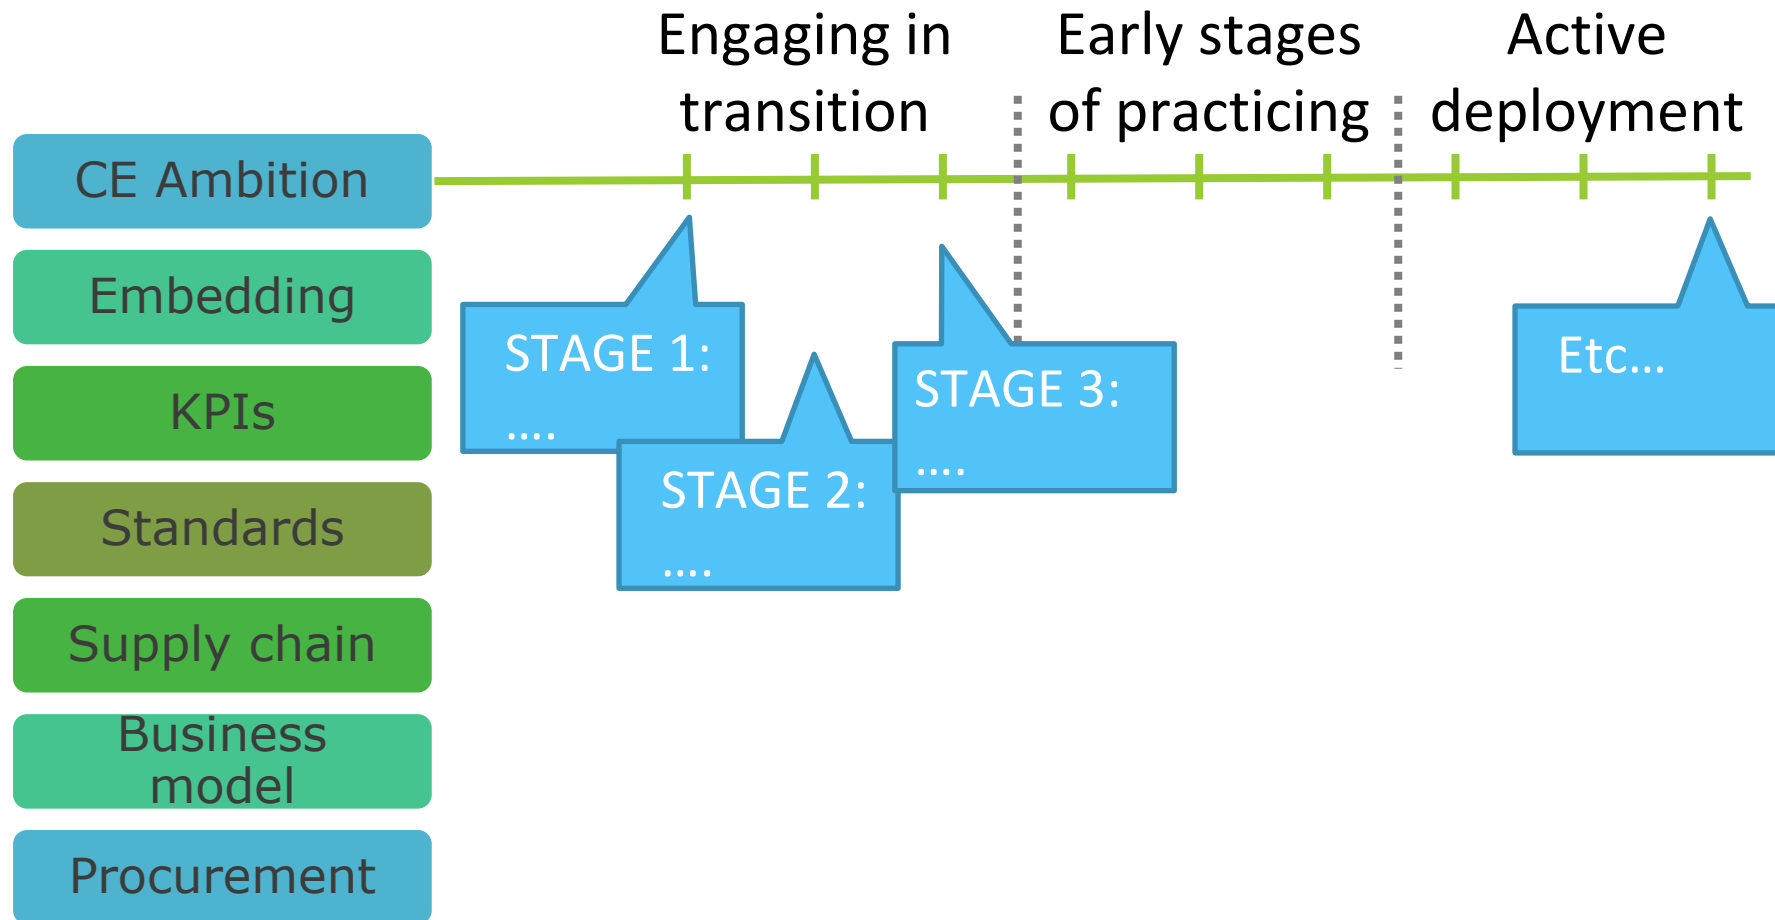 Engaging in
transition
Early stages
of practicing
Active
deployment
CE Ambition
Embedding
KPIs
Standards
Supply chain
Business
model
Procurement
STAGE 1:
....
STAGE 2:
....
STAGE 3:
....
Etc...